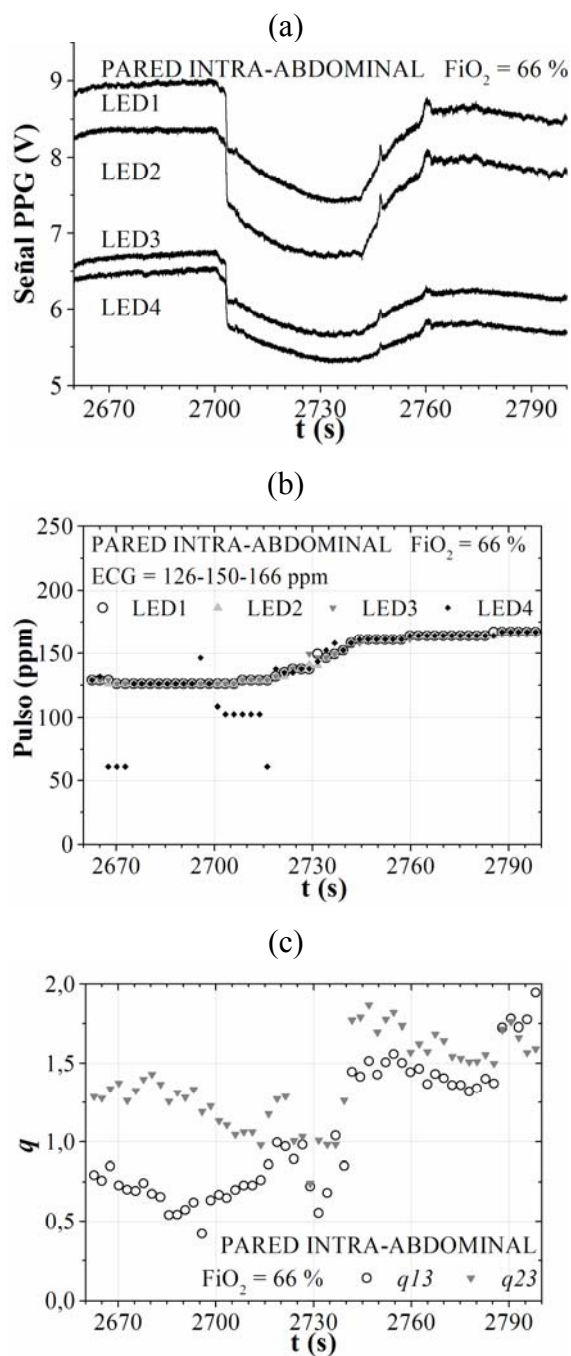 (a)
PARED INTRA-ABDOMINAL FiO2 = 66 %
9
LED1
8
LED2
7
LED3
6
LED4
5
Señal PPG (V)
2670 2700 2730 2760 2790
t (s)
(b)
250
PARED INTRA-ABDOMINAL FiO2 = 66 %
ECG = 126-150-166 ppm
200
LED1 LED2 LED3 LED4
150
100
50
0
Pulso (ppm)
2670 2700 2730 2760 2790
t (s)
(c)
2,0
1,5
1,0
0,5
0,0
q
PARED INTRA-ABDOMINAL
FiO2 = 66 % q13 q23
2670 2700 2730 2760 2790
t (s)